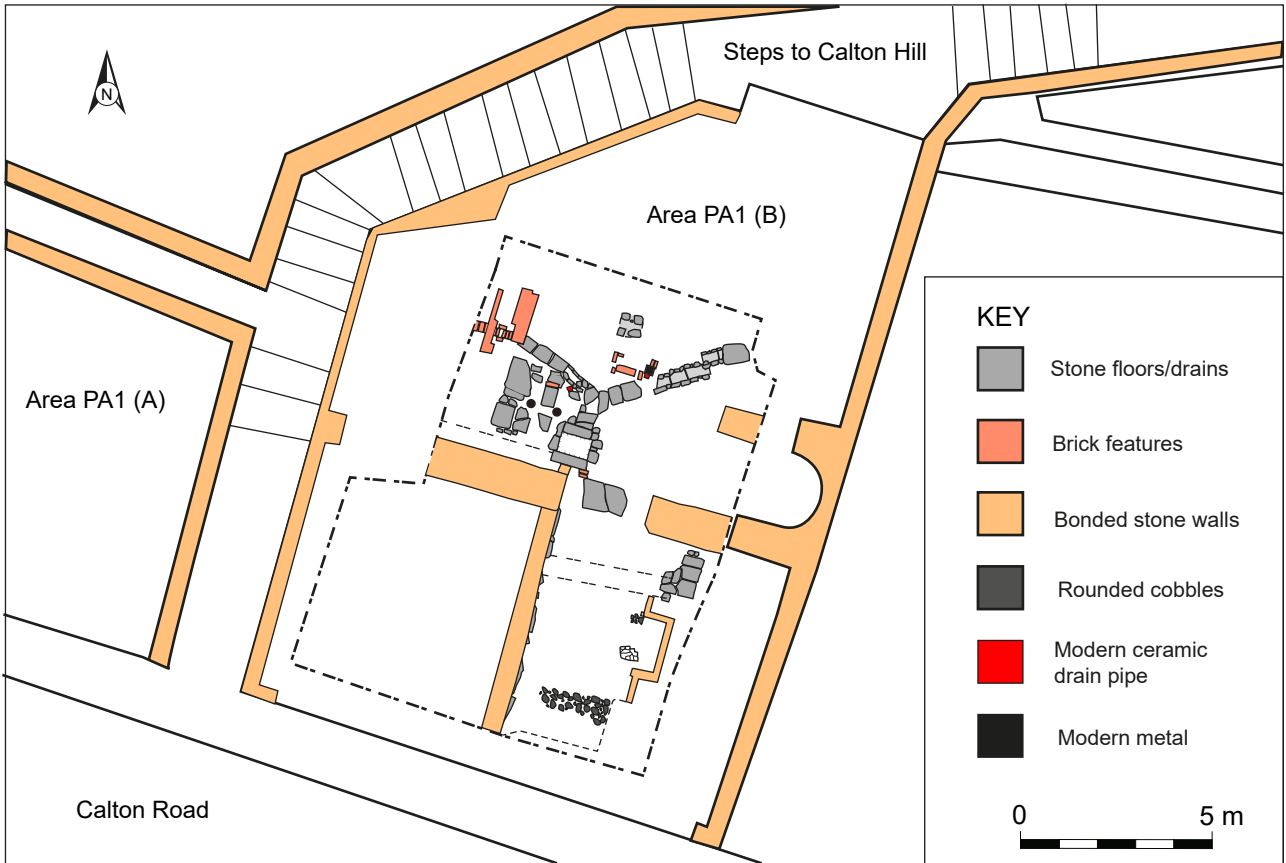 Steps to Calton Hill
N
Area PA1 (B)
Area PA1 (A)
Calton Road
KEY
Stone floors/drains
Brick features
Bonded stone walls
Rounded cobbles
Modern ceramic
drain pipe
Modern metal
0 5 m